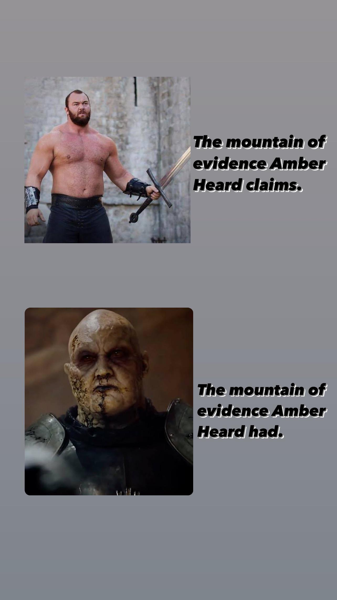 The mountain of
evidence Amber
Heard claims.
The mountain of
evidence Amber
Heard had.